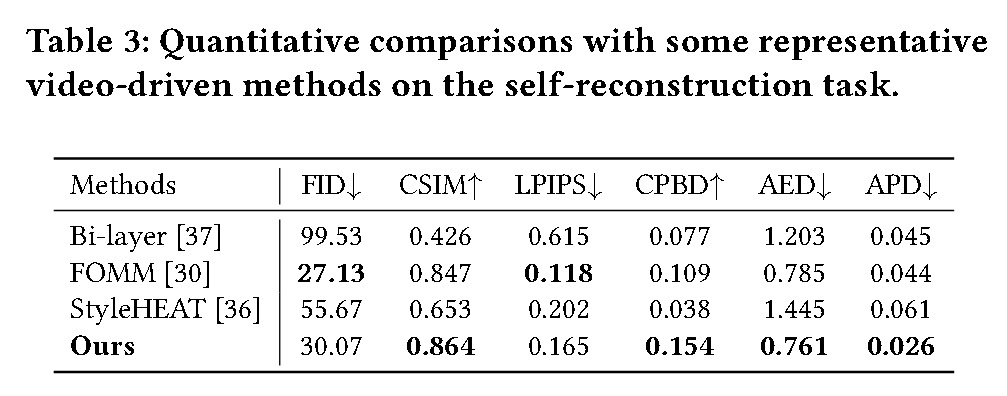 Table 3: Quantitative comparisons with some representative
video-driven methods on the self-reconstruction task.
Methods FID↓ CSIM↑ LPIPS↓ CPBD↑ AED↓ APD↓
Bi-layer [37] 99.53 0.426 0.615 0.077 1.203 0.045
FOMM [30] 27.13 0.847 0.118 0.109 0.785 0.044
StyleHEAT [36] 55.67 0.653 0.202 0.038 1.445 0.061
Ours 30.07 0.864 0.165 0.154 0.761 0.026